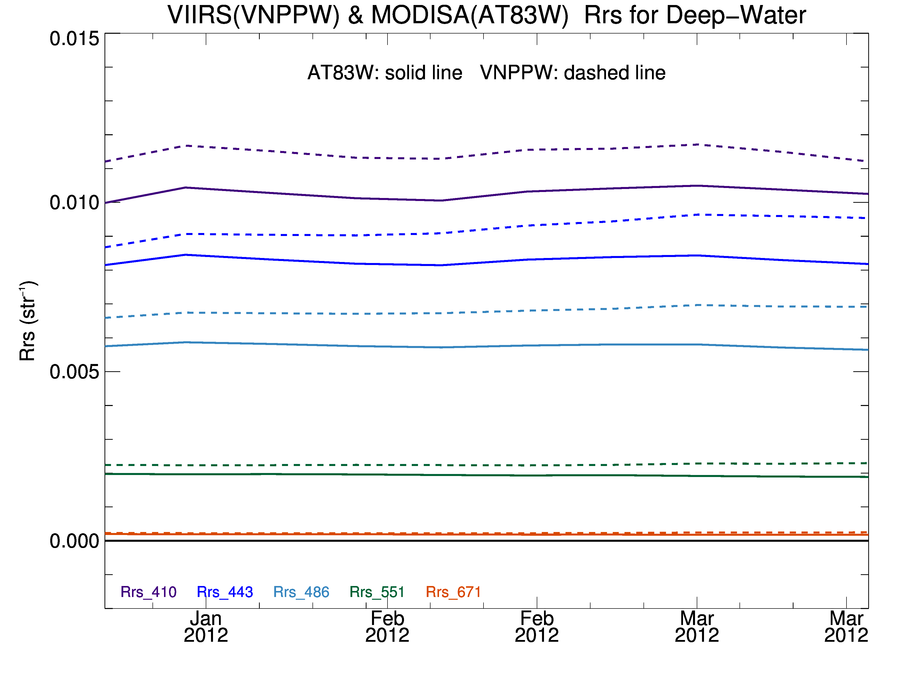 VIIRS(VNPPW) & MODISA(AT83W)  Rrs for Deep−Water
AT83W: solid line   VNPPW: dashed line
0.015
0.010
0.005
0.000
Rrs (str⁻¹)
Rrs_410 Rrs_443 Rrs_486 Rrs_551 Rrs_671
Jan Feb Feb Mar Mar
2012 2012 2012 2012 2012